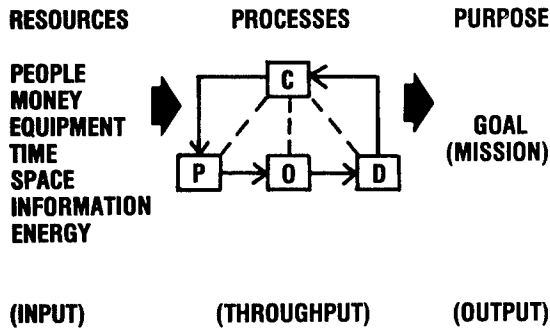 RESOURCES PROCESSES PURPOSE
PEOPLE
MONEY
EQUIPMENT
TIME
SPACE
INFORMATION
ENERGY
C
P O D
GOAL
(MISSION)
(INPUT) (THROUGHPUT) (OUTPUT)